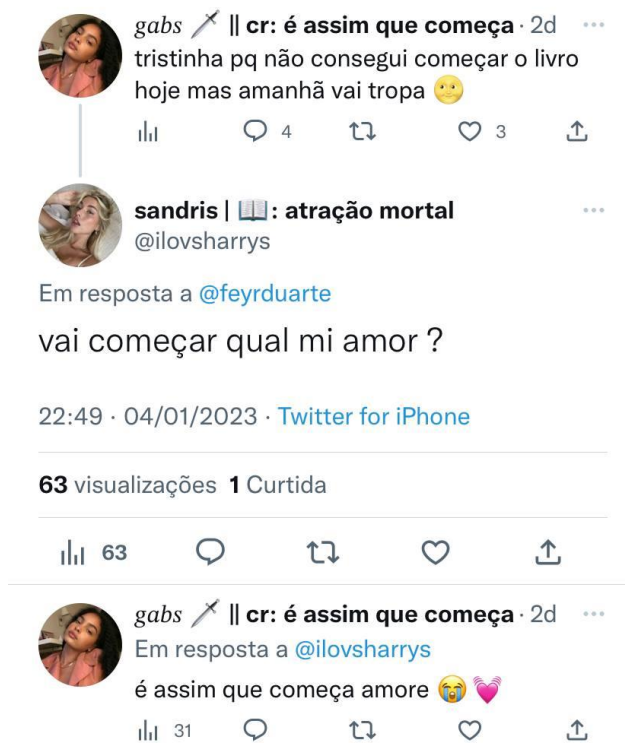 gabs 🗡 || cr: é assim que começa · 2d
tristinha pq não consegui começar o livro
hoje mas amanhã vai tropa 🌝
4 3
sandris | 📖: atração mortal
@ilovsharrys
Em resposta a @feyrduarte
vai começar qual mi amor ?
22:49 · 04/01/2023 · Twitter for iPhone
63 visualizações 1 Curtida
63
gabs 🗡 || cr: é assim que começa · 2d
Em resposta a @ilovsharrys
é assim que começa amore 😭 💓
31